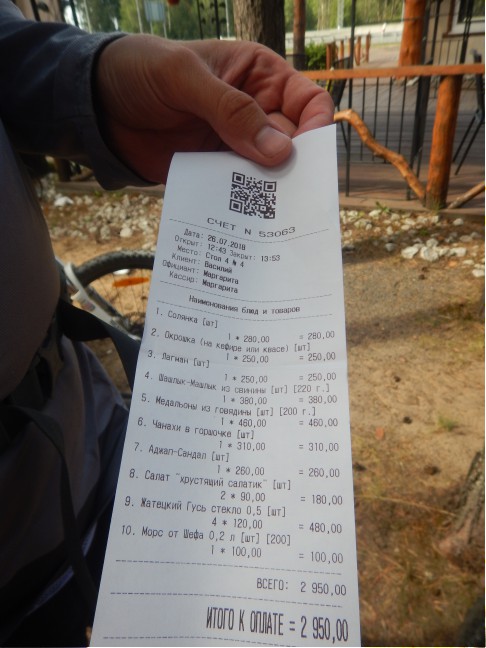 СЧЕТ N 53063
Дата: 26.07.2018
Открыт: 12:43 Закрыт: 13:53
Место: Стол 4 № 4
Клиент: Василий
Официант: Маргарита
Кассир: Маргарита
Наименования блюд и товаров
1. Солянка [шт]
1 * 280,00 = 280,00
2. Окрошка (на кефире или квасе) [шт]
1 * 250,00 = 250,00
3. Лагман [шт]
1 * 250,00 = 250,00
4. Шашлык-Машлык из свинины [шт] [220 г.]
1 * 380,00 = 380,00
5. Медальоны из говядины [шт] [200 г.]
1 * 460,00 = 460,00
6. Чанахи в горшочке [шт]
1 * 310,00 = 310,00
7. Аджап-Сандал [шт]
1 * 260,00 = 260,00
8. Салат "хрустящий салатик" [шт]
2 * 90,00 = 180,00
9. Жатецкий Гусь стекло 0,5 [шт]
4 * 120,00 = 480,00
10. Морс от Шефа 0,2 л [шт] [200]
1 * 100,00 = 100,00
ВСЕГО: 2 950,00
ИТОГО К ОПЛАТЕ = 2 950,00